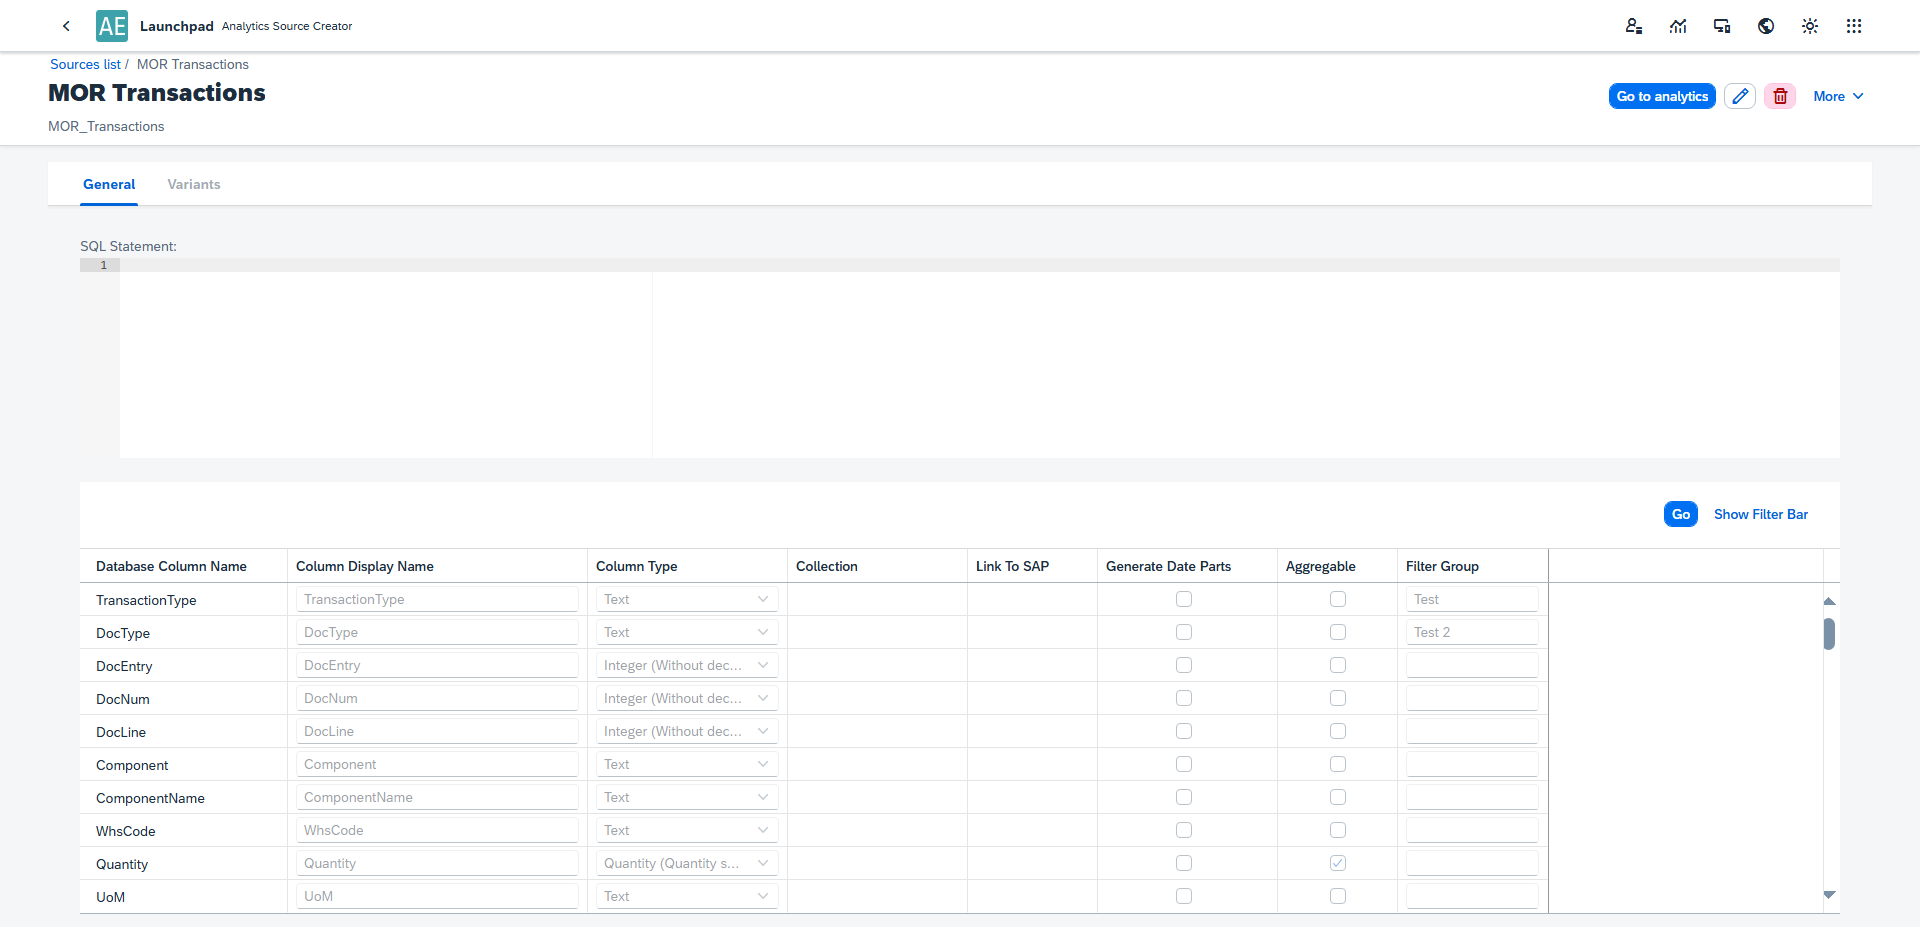 AE Launchpad Analytics Source Creator
Sources list / MOR Transactions
MOR Transactions
Go to analytics More
MOR_Transactions
General Variants
SQL Statement:
1
Go Show Filter Bar
Database Column Name Column Display Name Column Type Collection Link To SAP Generate Date Parts Aggregable Filter Group
TransactionType TransactionType Text Test
DocType DocType Text Test 2
DocEntry DocEntry Integer (Without dec...
DocNum DocNum Integer (Without dec...
DocLine DocLine Integer (Without dec...
Component Component Text
ComponentName ComponentName Text
WhsCode WhsCode Text
Quantity Quantity Quantity (Quantity s...
UoM UoM Text